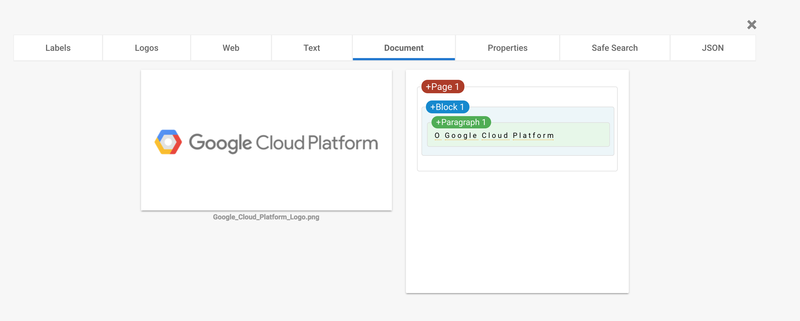 Labels
Logos
Web
Text
Document
Properties
Safe Search
JSON
Google Cloud Platform
Google_Cloud_Platform_Logo.png
+Page 1
+Block 1
+Paragraph 1
O Google Cloud Platform